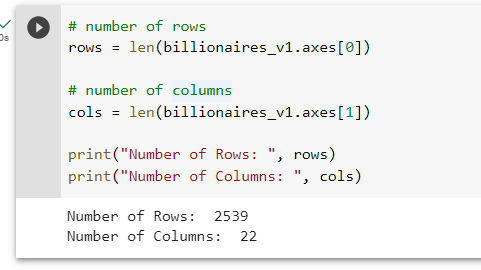 0s
# number of rows
rows = len(billionaires_v1.axes[0])
# number of columns
cols = len(billionaires_v1.axes[1])
print("Number of Rows: ", rows)
print("Number of Columns: ", cols)
Number of Rows:  2539
Number of Columns:  22